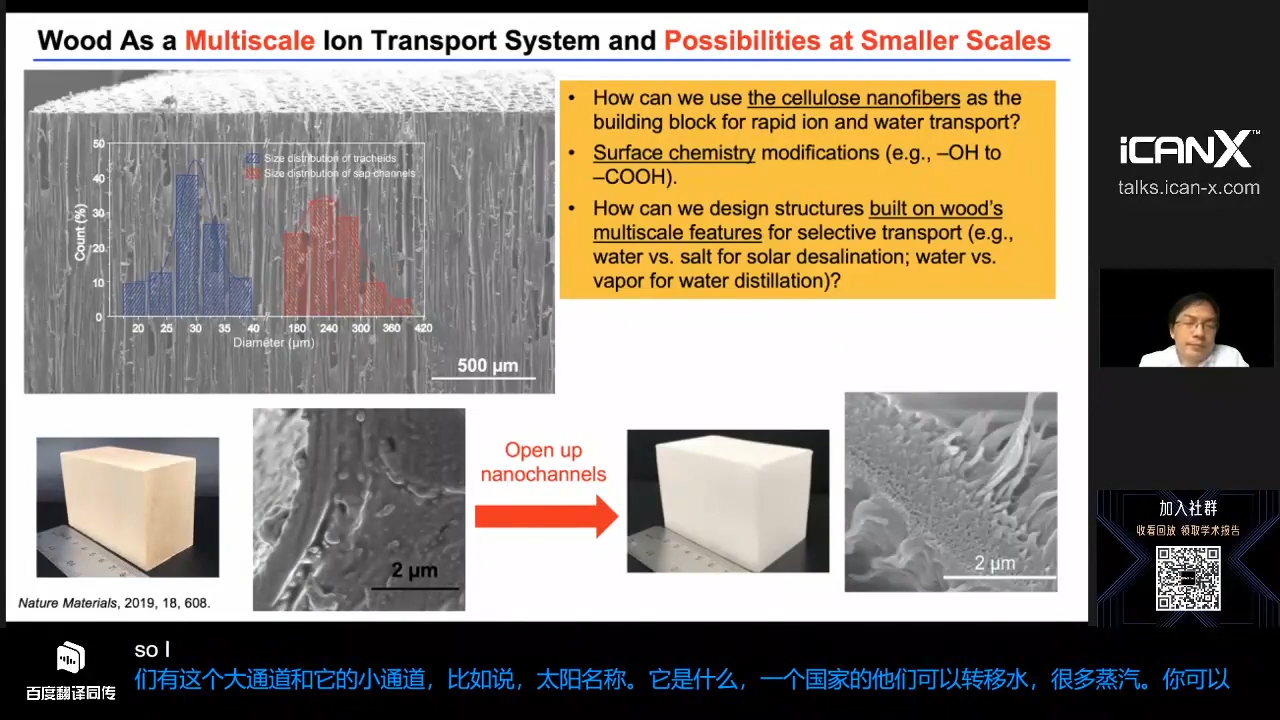 Wood As a Multiscale Ion Transport System and Possibilities at Smaller Scales
50
40
30
20
10
0
Count (%)
Size distribution of tracheids
Size distribution of sap channels
20 25 30 35 40 180 240 300 360 420
Diameter (μm)
500 μm
• How can we use the cellulose nanofibers as the
building block for rapid ion and water transport?
• Surface chemistry modifications (e.g., –OH to
–COOH).
• How can we design structures built on wood's
multiscale features for selective transport (e.g.,
water vs. salt for solar desalination; water vs.
vapor for water distillation)?
2 μm
Open up
nanochannels
2 μm
Nature Materials, 2019, 18, 608.
iCANX™
talks.ican-x.com
加入社群
收看回放 领取学术报告
百度翻译同传
so I
们有这个大通道和它的小通道，比如说，太阳名称。它是什么，一个国家的他们可以转移水，很多蒸汽。你可以